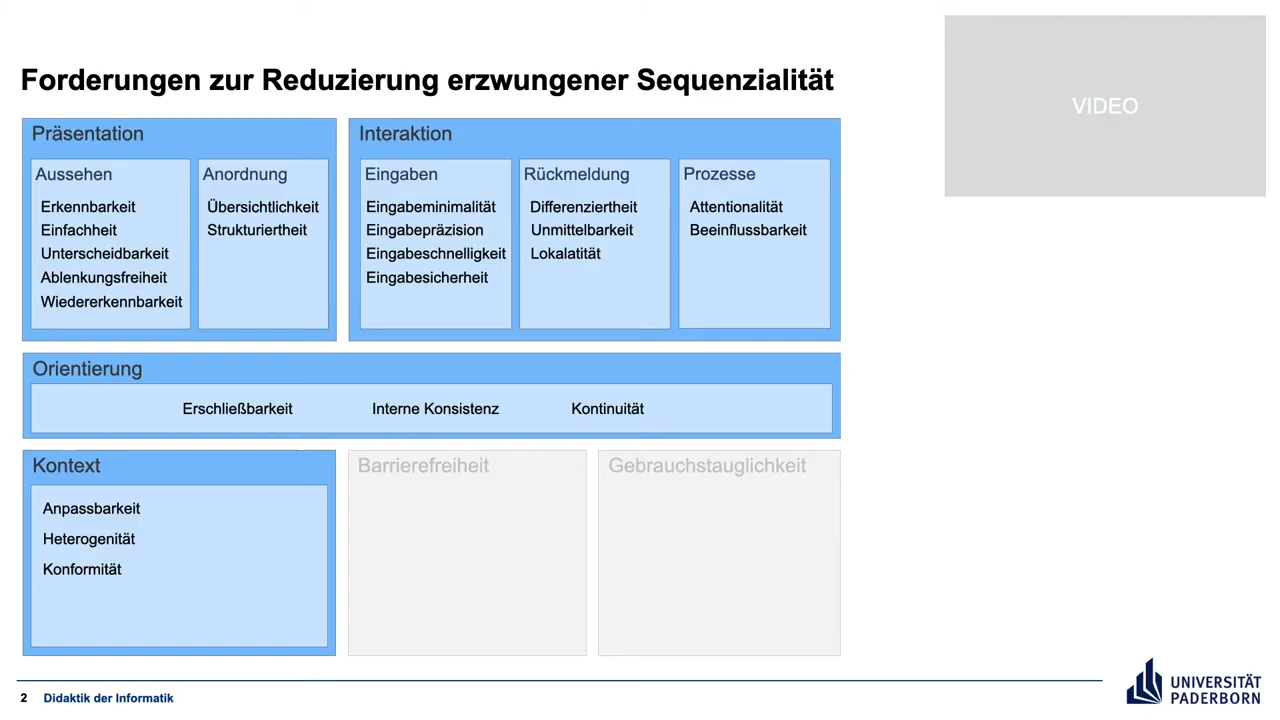 VIDEO
Forderungen zur Reduzierung erzwungener Sequenzialität
Präsentation
Aussehen
Erkennbarkeit
Einfachheit
Unterscheidbarkeit
Ablenkungsfreiheit
Wiedererkennbarkeit
Anordnung
Übersichtlichkeit
Strukturiertheit
Interaktion
Eingaben
Eingabeminimalität
Eingabepräzision
Eingabeschnelligkeit
Eingabesicherheit
Rückmeldung
Differenziertheit
Unmittelbarkeit
Lokalatität
Prozesse
Attentionalität
Beeinflussbarkeit
Orientierung
Erschließbarkeit Interne Konsistenz Kontinuität
Kontext
Anpassbarkeit
Heterogenität
Konformität
Barrierefreiheit
Gebrauchstauglichkeit
2 Didaktik der Informatik
UNIVERSITÄT
PADERBORN